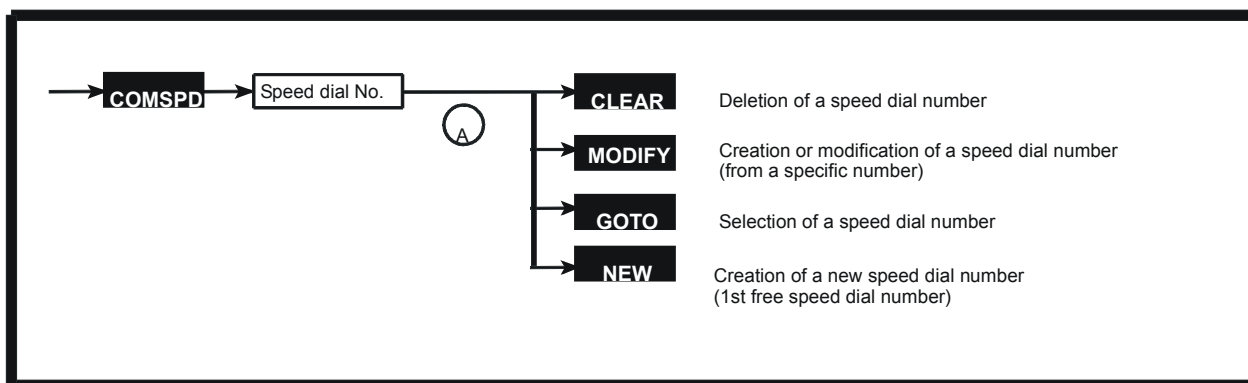 COMSPD
Speed dial No.
A
CLEAR
Deletion of a speed dial number
MODIFY
Creation or modification of a speed dial number
(from a specific number)
GOTO
Selection of a speed dial number
NEW
Creation of a new speed dial number
(1st free speed dial number)